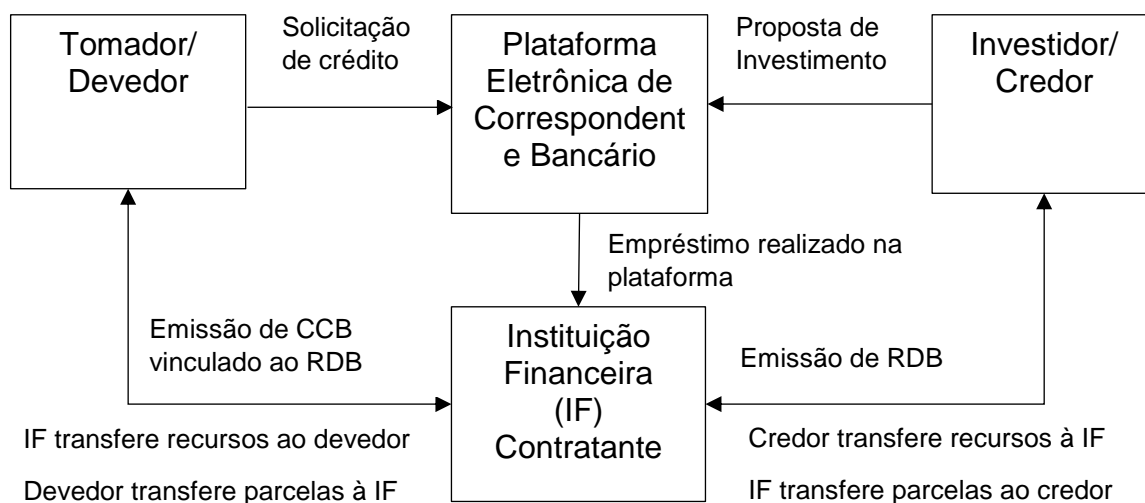 Tomador/
Devedor
Solicitação
de crédito
Plataforma
Eletrônica de
Correspondent
e Bancário
Proposta de
Investimento
Investidor/
Credor
Empréstimo realizado na
plataforma
Emissão de CCB
vinculado ao RDB
Instituição
Financeira
(IF)
Contratante
Emissão de RDB
IF transfere recursos ao devedor
Devedor transfere parcelas à IF
Credor transfere recursos à IF
IF transfere parcelas ao credor